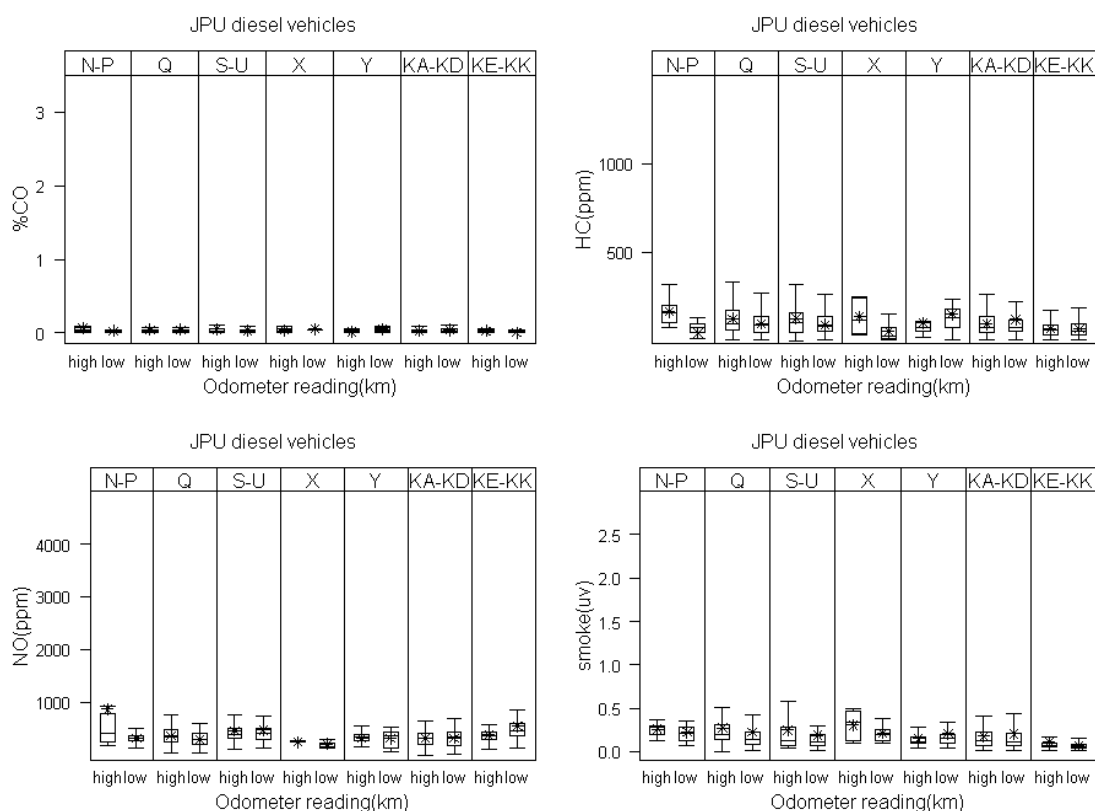 JPU diesel vehicles
N-P Q S-U X Y KA-KD KE-KK
3
2
1
0
%CO
high low high low high low high low high low high low high low
Odometer reading(km)
JPU diesel vehicles
N-P Q S-U X Y KA-KD KE-KK
1000
500
HC(ppm)
high low high low high low high low high low high low high low
Odometer reading(km)
JPU diesel vehicles
N-P Q S-U X Y KA-KD KE-KK
4000
3000
2000
1000
NO(ppm)
high low high low high low high low high low high low high low
Odometer reading(km)
JPU diesel vehicles
N-P Q S-U X Y KA-KD KE-KK
2.5
2.0
1.5
1.0
0.5
0.0
smoke(uv)
high low high low high low high low high low high low high low
Odometer reading(km)